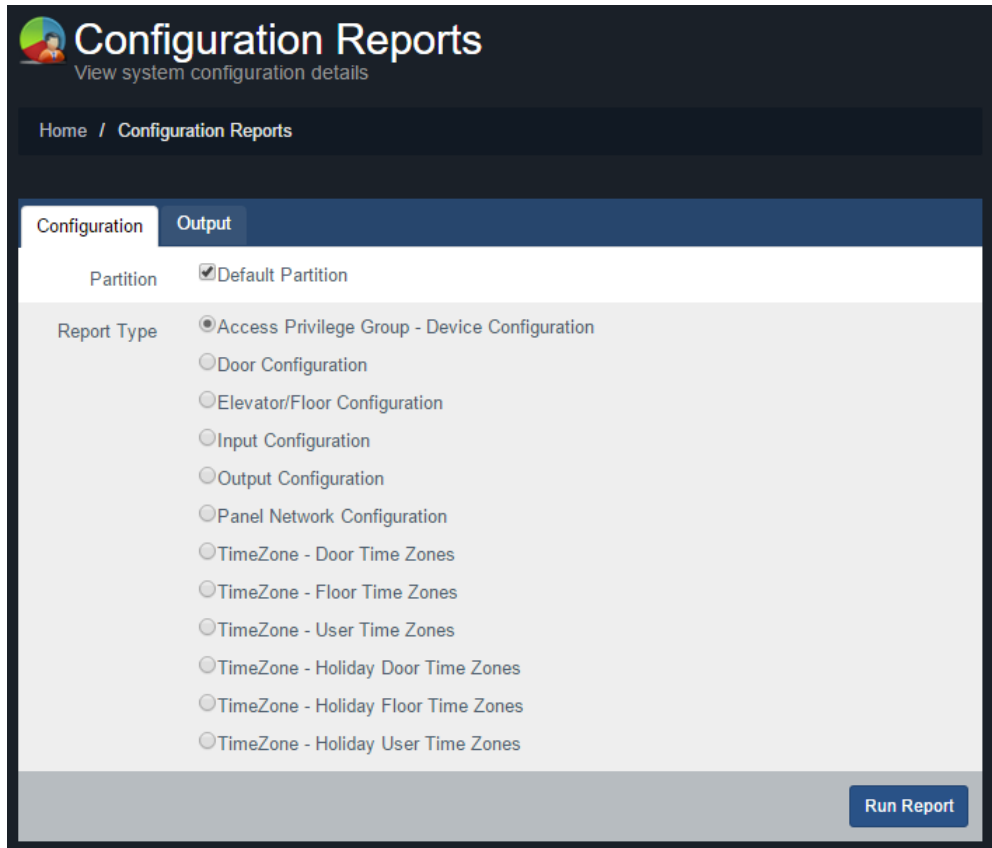 Configuration Reports
View system configuration details
Home / Configuration Reports
Configuration Output
Partition Default Partition
Report Type Access Privilege Group - Device Configuration
Door Configuration
Elevator/Floor Configuration
Input Configuration
Output Configuration
Panel Network Configuration
TimeZone - Door Time Zones
TimeZone - Floor Time Zones
TimeZone - User Time Zones
TimeZone - Holiday Door Time Zones
TimeZone - Holiday Floor Time Zones
TimeZone - Holiday User Time Zones
Run Report